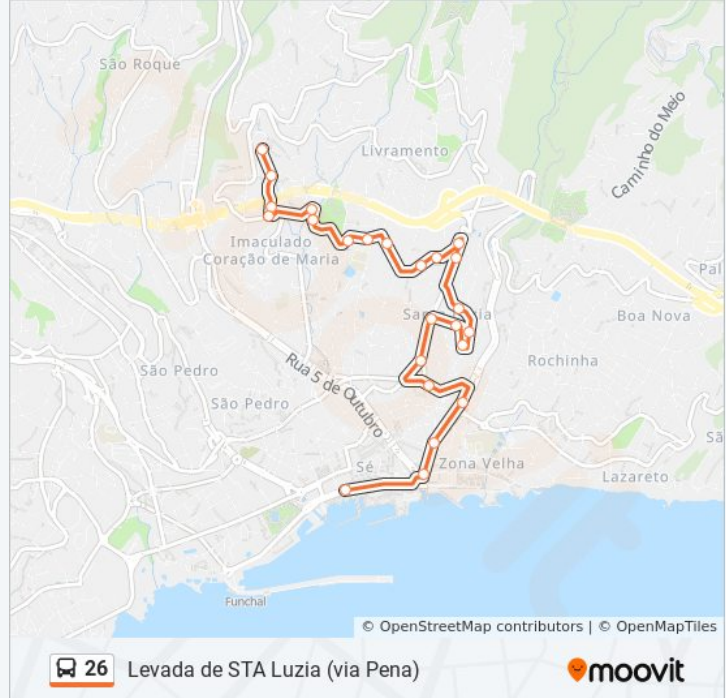 São Roque
Caminho do Meio
Livramento
Imaculado
Coração de Maria
Pal
Boa Nova
São Pedro
Rochinha
Rua 5 de Outubro
São Pedro
Sé
Zona Velha
Sã
Lazareto
Funchal
© OpenStreetMap contributors | © OpenMapTiles
26 Levada de STA Luzia (via Pena) moovit